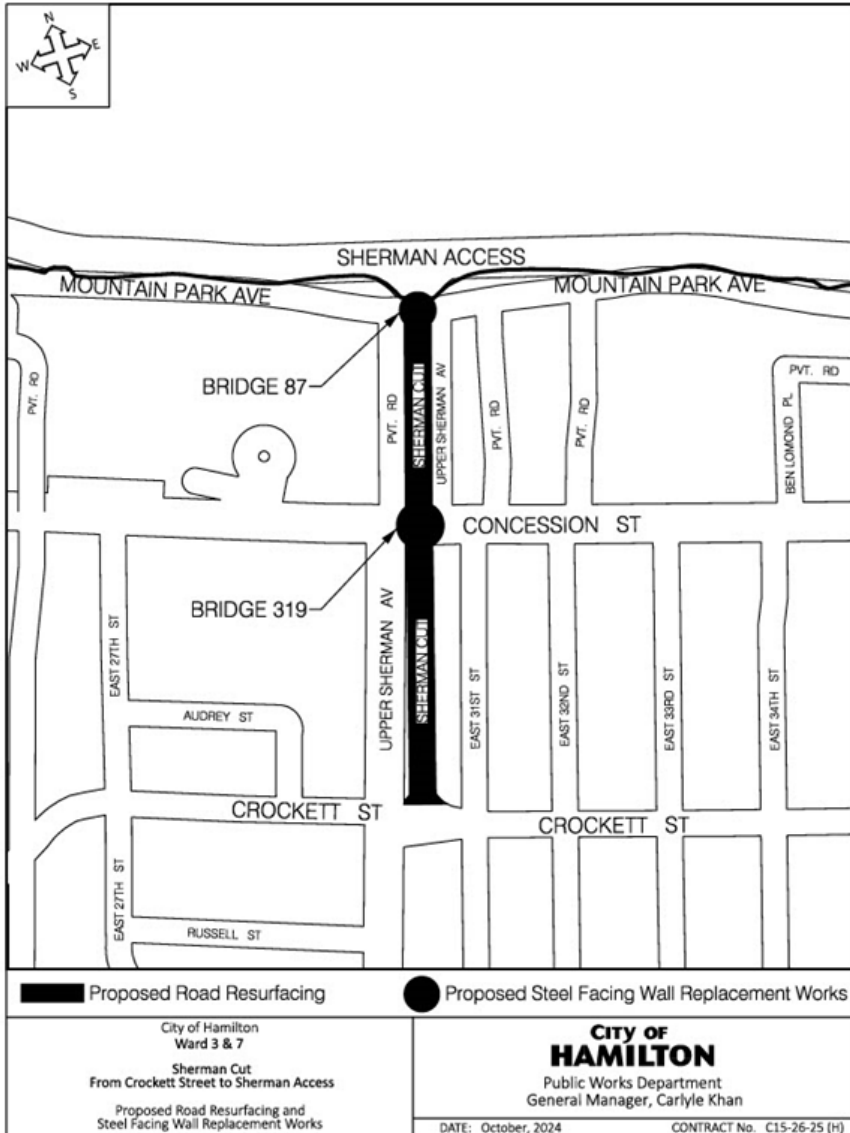 N
E
W
S
SHERMAN ACCESS
MOUNTAIN PARK AVE
MOUNTAIN PARK AVE
BRIDGE 87
PVT. RD
PVT. RD
SHERMAN CUT
UPPER SHERMAN AV
PVT. RD
PVT. RD
PVT. RD
BEN LOMOND PL
CONCESSION ST
BRIDGE 319
EAST 27TH ST
UPPER SHERMAN AV
SHERMAN CUT
EAST 31ST ST
EAST 32ND ST
EAST 33RD ST
EAST 34TH ST
AUDREY ST
CROCKETT ST
CROCKETT ST
EAST 27TH ST
RUSSELL ST
Proposed Road Resurfacing
Proposed Steel Facing Wall Replacement Works
City of Hamilton
Ward 3 & 7
Sherman Cut
From Crockett Street to Sherman Access
Proposed Road Resurfacing and
Steel Facing Wall Replacement Works
CITY OF
HAMILTON
Public Works Department
General Manager, Carlyle Khan
DATE: October, 2024
CONTRACT No. C15-26-25 (H)